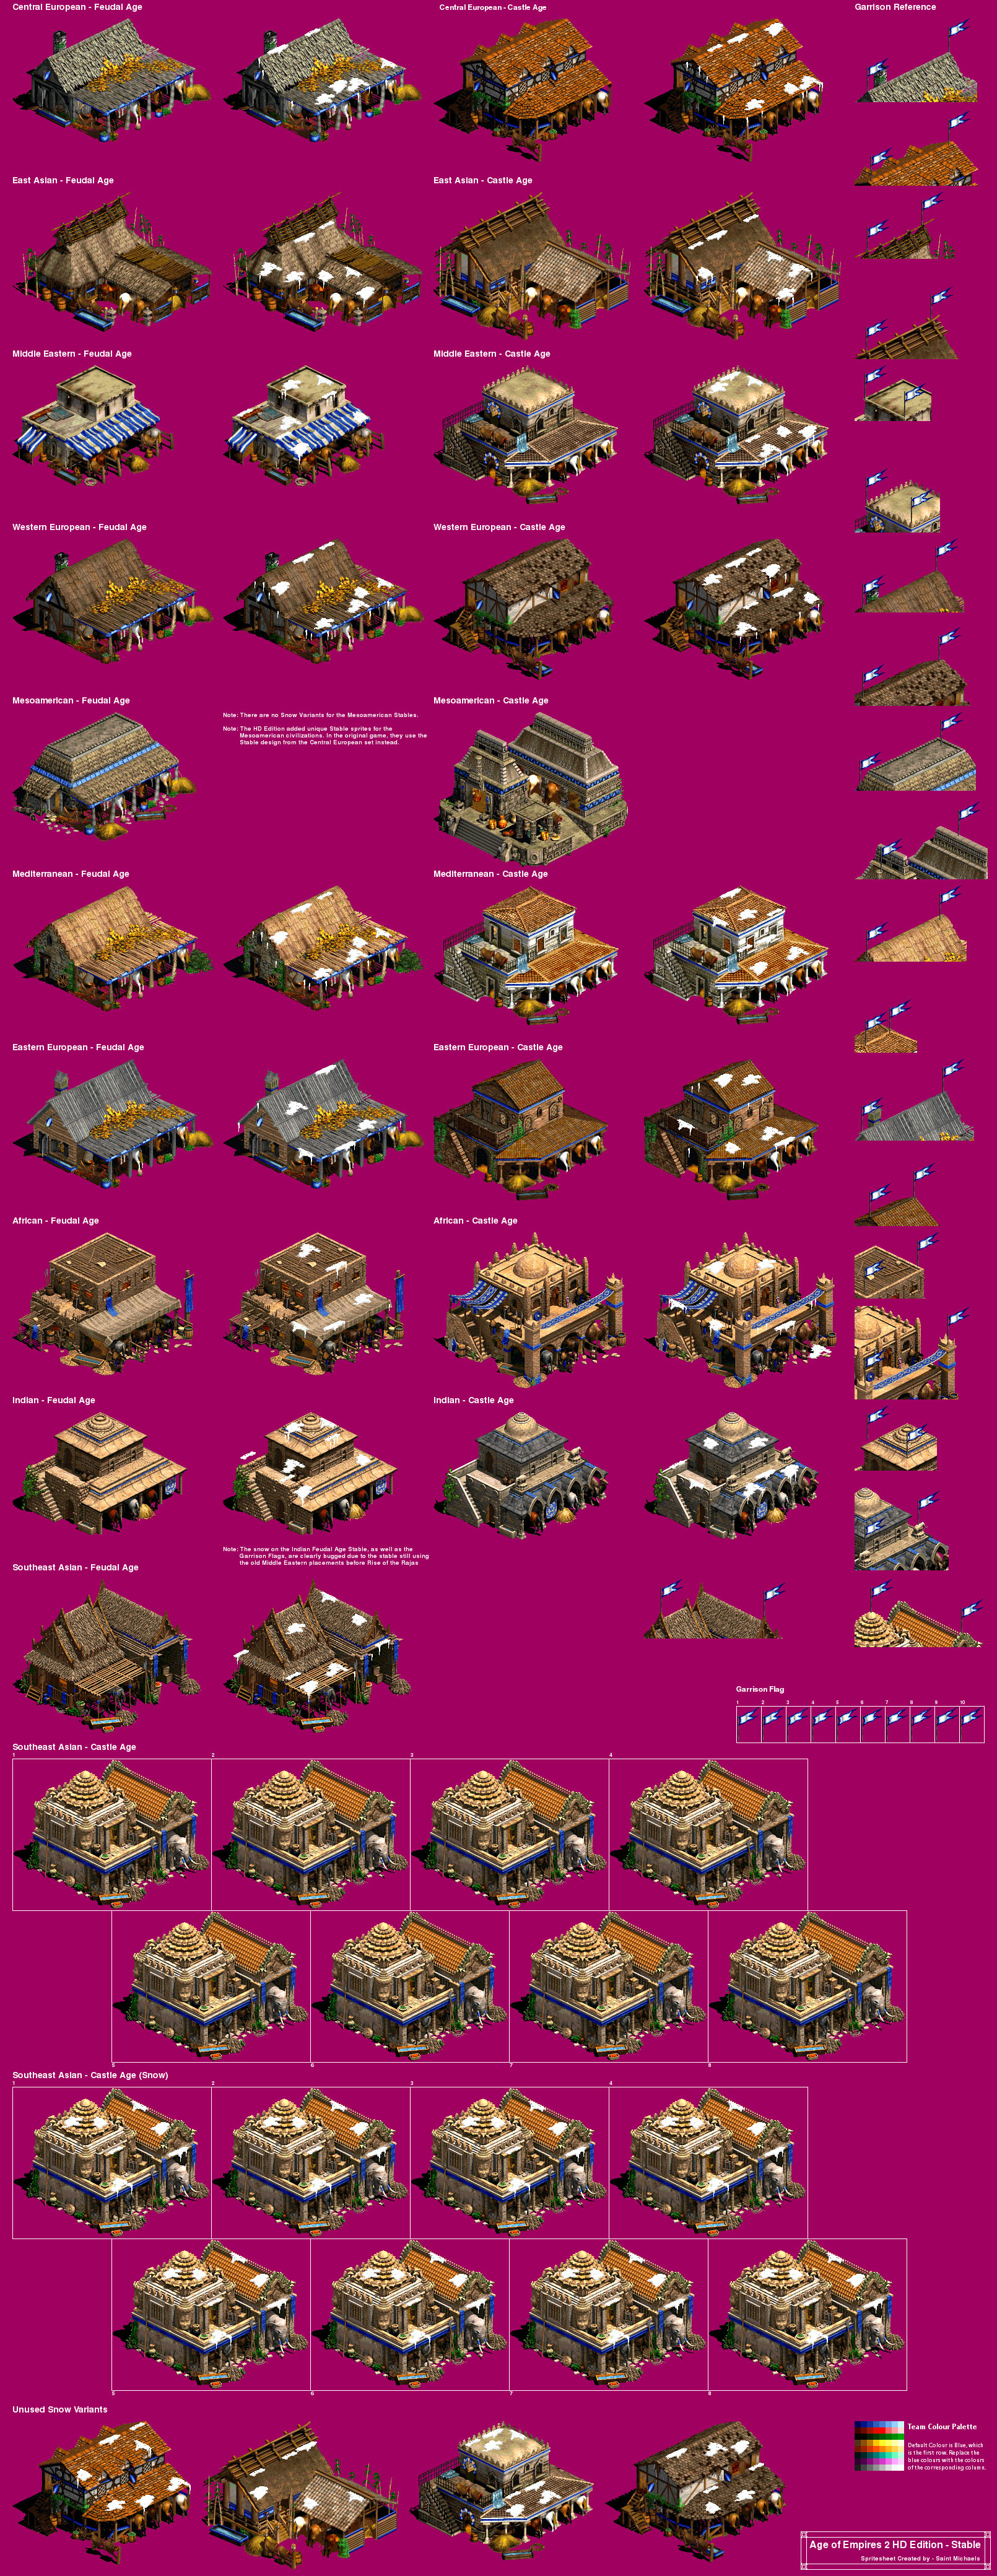 Central European - Feudal Age
Central European - Castle Age
Garrison Reference
East Asian - Feudal Age
East Asian - Castle Age
Middle Eastern - Feudal Age
Middle Eastern - Castle Age
Western European - Feudal Age
Western European - Castle Age
Mesoamerican - Feudal Age
Note: There are no Snow Variants for the Mesoamerican Stables.
Note: The HD Edition added unique Stable sprites for the
Mesoamerican civilizations. In the original game, they use the
Stable design from the Central European set instead.
Mesoamerican - Castle Age
Mediterranean - Feudal Age
Mediterranean - Castle Age
Eastern European - Feudal Age
Eastern European - Castle Age
African - Feudal Age
African - Castle Age
Indian - Feudal Age
Indian - Castle Age
Note: The snow on the Indian Feudal Age Stable, as well as the
Garrison Flags, are clearly bugged due to the stable still using
the old Middle Eastern placements before Rise of the Rajas
Southeast Asian - Feudal Age
Garrison Flag
1 2 3 4 5 6 7 8 9 10
Southeast Asian - Castle Age
1 2 3 4
5 6 7 8
Southeast Asian - Castle Age (Snow)
1 2 3 4
5 6 7 8
Unused Snow Variants
Team Colour Palette
Default Colour is Blue, which
is the first row. Replace the
blue colours with the colours
of the corresponding column.
Age of Empires 2 HD Edition - Stable
Spritesheet Created by - Saint Michaels